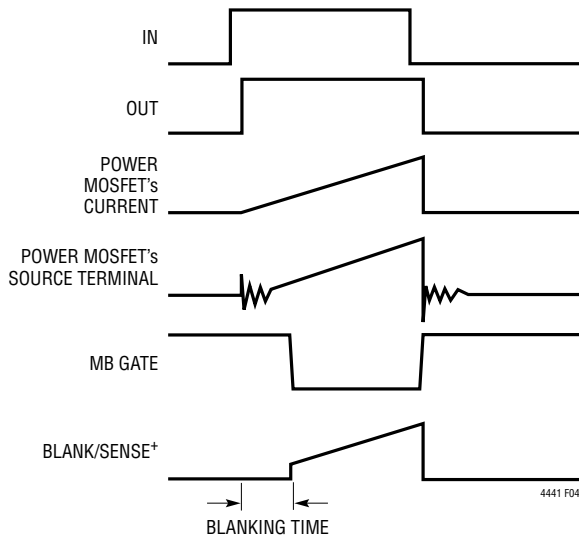 IN
OUT
POWER
MOSFET's
CURRENT
POWER MOSFET's
SOURCE TERMINAL
MB GATE
BLANK/SENSE+
4441 F04
BLANKING TIME